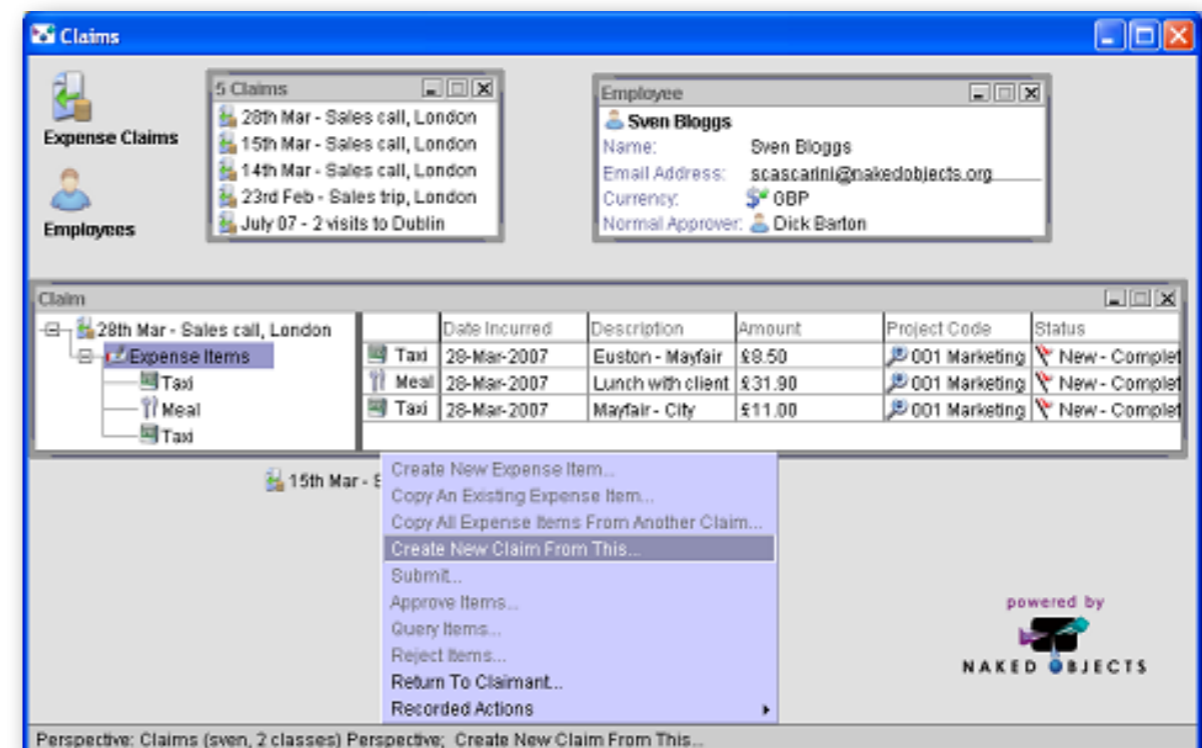 Claims
Expense Claims
Employees
5 Claims
28th Mar - Sales call, London
15th Mar - Sales call, London
14th Mar - Sales call, London
23rd Feb - Sales trip, London
July 07 - 2 visits to Dublin
Employee
Sven Bloggs
Name: Sven Bloggs
Email Address: scascarini@nakedobjects.org
Currency: GBP
Normal Approver: Dick Barton
Claim
28th Mar - Sales call, London
Expense Items
Taxi
Meal
Taxi
Date Incurred Description Amount Project Code Status
Taxi 28-Mar-2007 Euston - Mayfair £8.50 001 Marketing New - Complet
Meal 28-Mar-2007 Lunch with client £31.90 001 Marketing New - Complet
Taxi 28-Mar-2007 Mayfair - City £11.00 001 Marketing New - Complet
15th Mar - S
Create New Expense Item...
Copy An Existing Expense Item...
Copy All Expense Items From Another Claim...
Create New Claim From This...
Submit...
Approve Items...
Query Items...
Reject Items...
Return To Claimant...
Recorded Actions
powered by
NAKED OBJECTS
Perspective: Claims (sven, 2 classes) Perspective; Create New Claim From This...